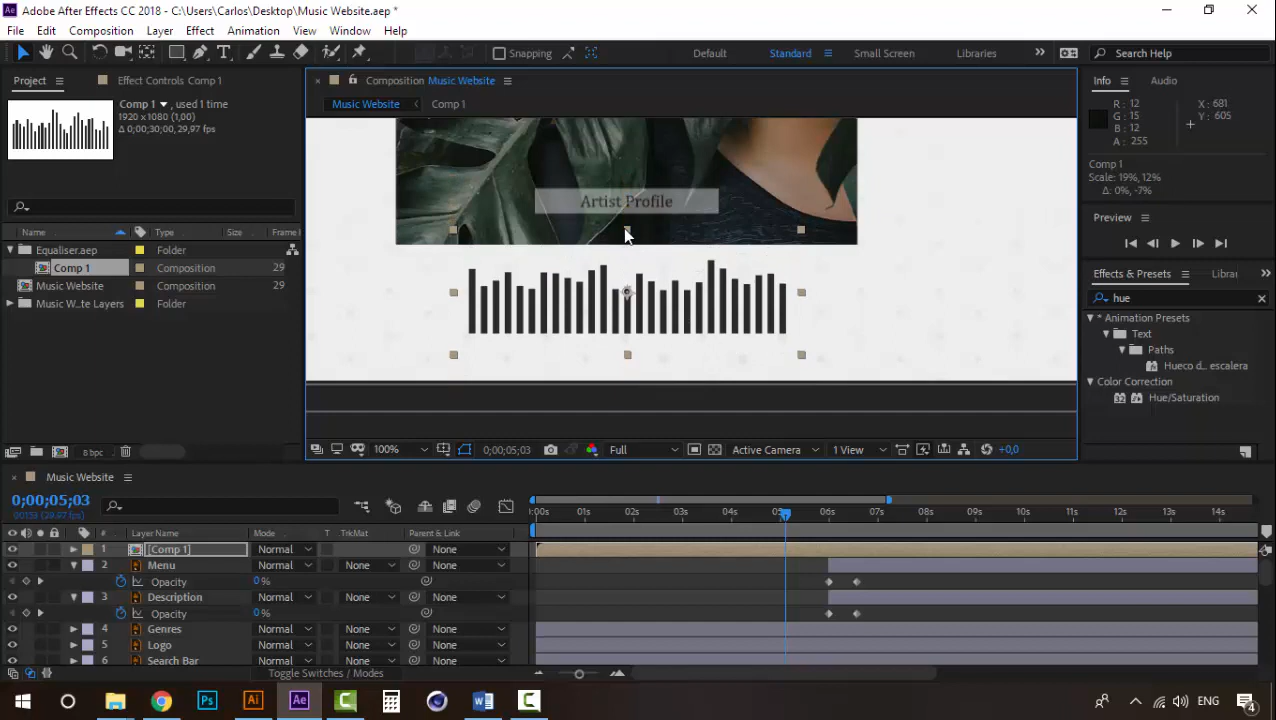 Adobe After Effects CC 2018 - C:\Users\Carlos\Desktop\Music Website.aep *
File Edit Composition Layer Effect Animation View Window Help
Snapping Default Standard Small Screen Libraries Search Help
Project Effect Controls Comp 1 Composition Music Website Info Audio
Comp 1 , used 1 time
1920 x 1080 (1,00)
Δ 0;00;30;00, 29,97 fps
Music Website Comp 1
R : 12
G : 15
B : 12
A : 255
X : 681
Y : 605
Comp 1
Scale: 19%, 12%
Δ: 0%, -7%
Artist Profile
Preview
Name Type Size Frame
Equaliser.aep Folder
Comp 1 Composition 29
Music Website Composition 29
Music W...te Layers Folder
Effects & Presets Librar
hue
* Animation Presets
Text
Paths
Hueco d... escalera
Color Correction
Hue/Saturation
8 bpc
100% 0;00;05;03 Full Active Camera 1 View +0,0
Music Website
0;00;05;03
00153 (29.97 fps)
:00s 01s 02s 03s 04s 05s 06s 07s 08s 09s 10s 11s 12s 13s 14s
# Layer Name Mode T TrkMat Parent & Link
1 [Comp 1] Normal None
2 Menu Normal None None
Opacity 0 %
3 Description Normal None None
Opacity 0 %
4 Genres Normal None None
5 Logo Normal None None
6 Search Bar Normal None None
Toggle Switches / Modes
Ps Ai Ae ENG 4